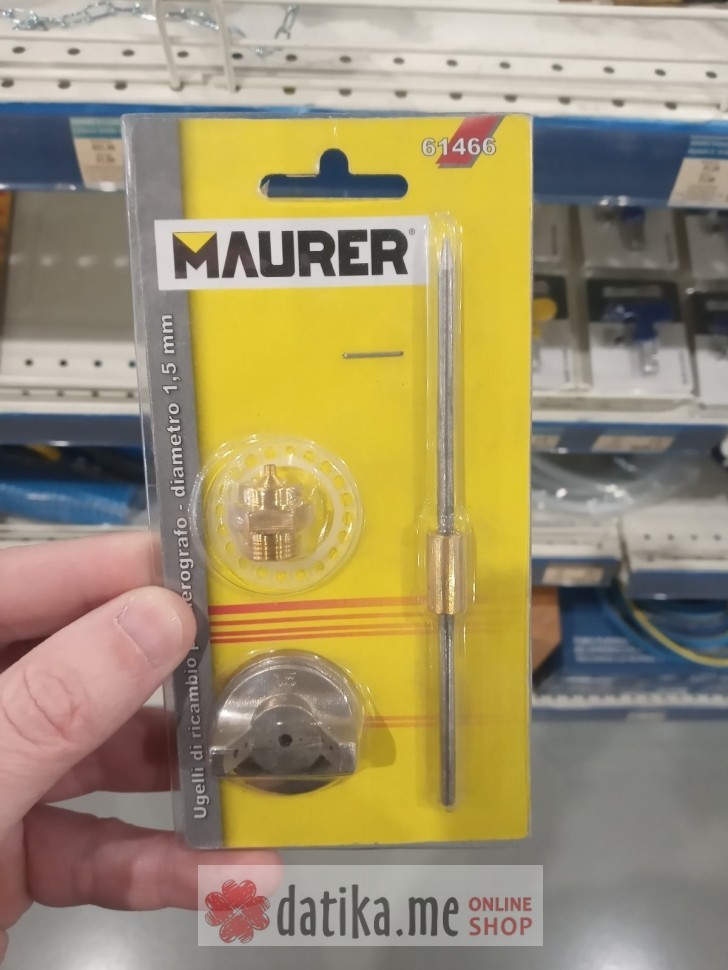 61466
MAURER®
Ugelli di ricambio p aerografo - diametro 1,5 mm
datika.me ONLINE
SHOP